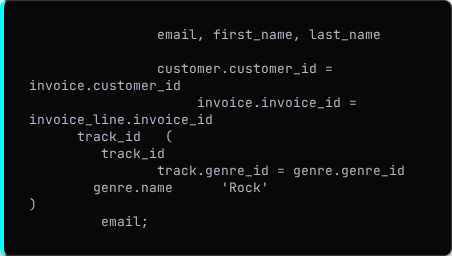 email, first_name, last_name
customer.customer_id =
invoice.customer_id
invoice.invoice_id =
invoice_line.invoice_id
track_id (
track_id
track.genre_id = genre.genre_id
genre.name 'Rock'
)
email;